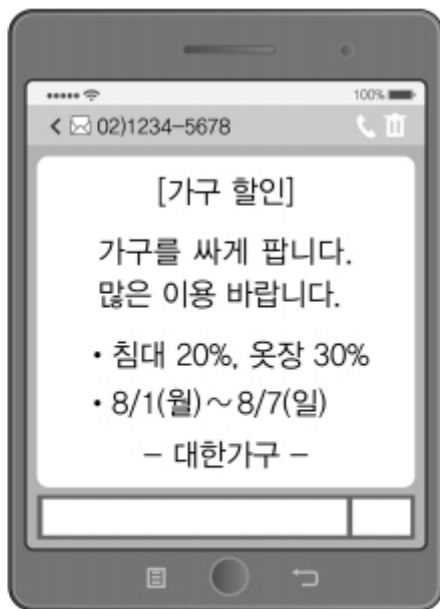 100%
< 02)1234-5678
[가구 할인]
가구를 싸게 팝니다.
많은 이용 바랍니다.
• 침대 20%, 옷장 30%
• 8/1(월)~8/7(일)
- 대한가구 -